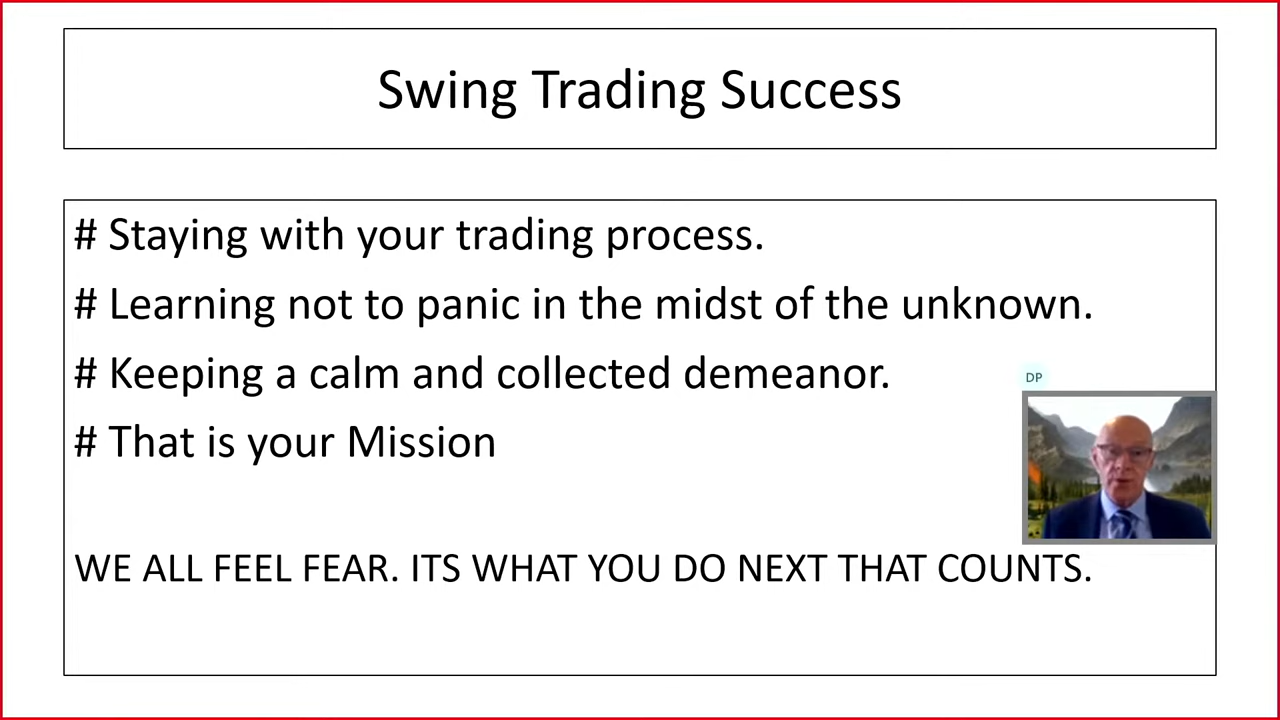 Swing Trading Success
# Staying with your trading process.
# Learning not to panic in the midst of the unknown.
# Keeping a calm and collected demeanor.
DP
# That is your Mission
WE ALL FEEL FEAR. ITS WHAT YOU DO NEXT THAT COUNTS.